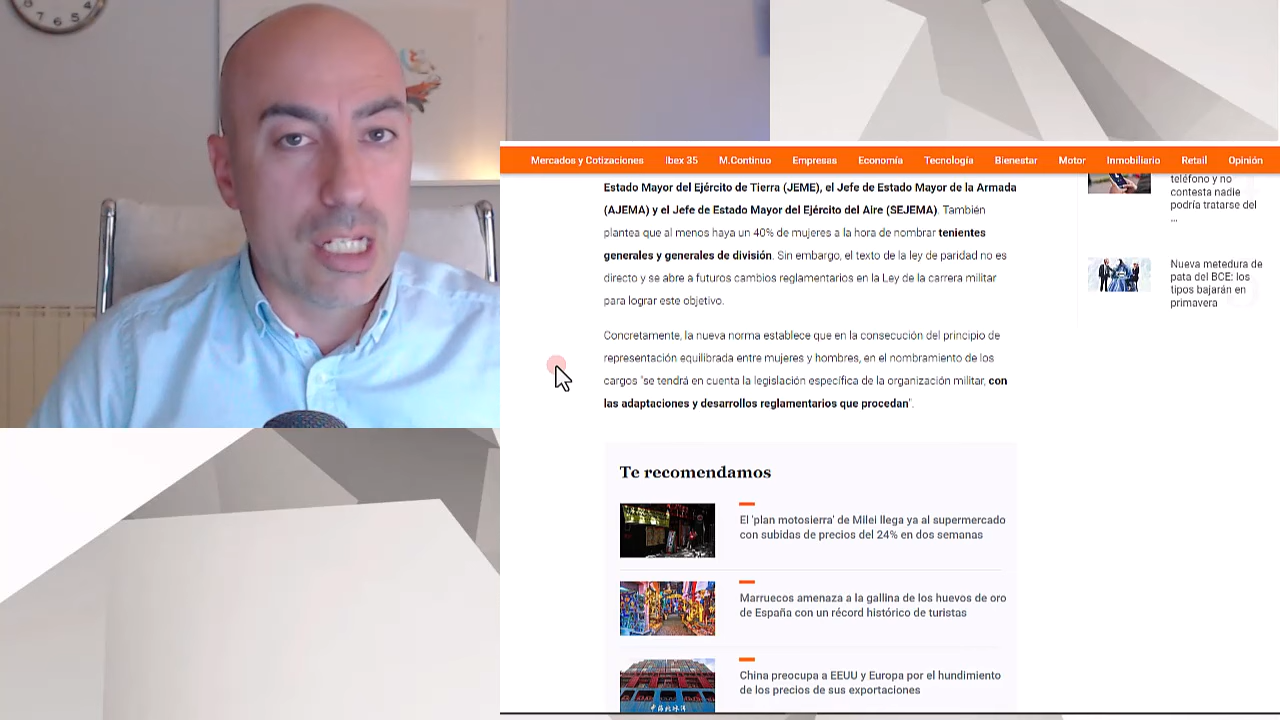 7 6 5 4
Mercados y Cotizaciones Ibex 35 M.Continuo Empresas Economía Tecnología Bienestar Motor Inmobiliario Retail Opinión
Estado Mayor del Ejército de Tierra (JEME), el Jefe de Estado Mayor de la Armada
(AJEMA) y el Jefe de Estado Mayor del Ejército del Aire (SEJEMA). También
plantea que al menos haya un 40% de mujeres a la hora de nombrar tenientes
generales y generales de división. Sin embargo, el texto de la ley de paridad no es
directo y se abre a futuros cambios reglamentarios en la Ley de la carrera militar
para lograr este objetivo.
Concretamente, la nueva norma establece que en la consecución del principio de
representación equilibrada entre mujeres y hombres, en el nombramiento de los
cargos "se tendrá en cuenta la legislación específica de la organización militar, con
las adaptaciones y desarrollos reglamentarios que procedan".
teléfono y no
contesta nadie
podría tratarse del
...
Nueva metedura de
pata del BCE: los
tipos bajarán en
primavera
Te recomendamos
El 'plan motosierra' de Milei llega ya al supermercado
con subidas de precios del 24% en dos semanas
Marruecos amenaza a la gallina de los huevos de oro
de España con un récord histórico de turistas
China preocupa a EEUU y Europa por el hundimiento
de los precios de sus exportaciones